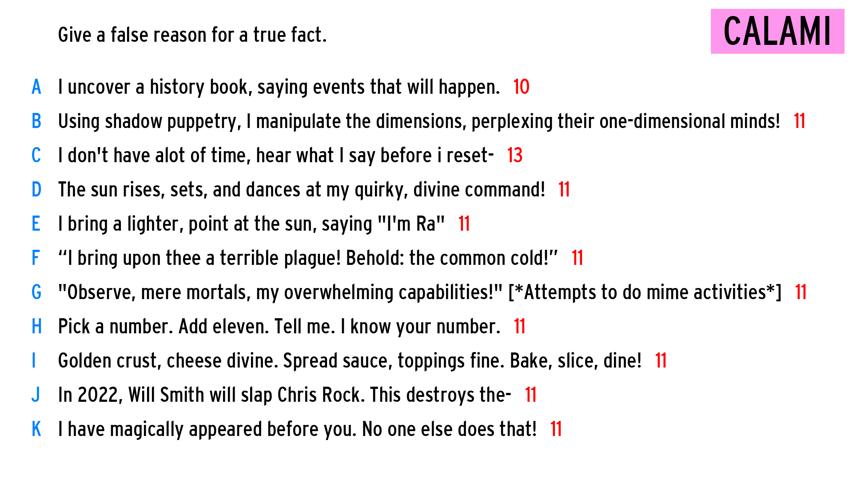 Give a false reason for a true fact.
CALAMI
A I uncover a history book, saying events that will happen. 10
B Using shadow puppetry, I manipulate the dimensions, perplexing their one-dimensional minds! 11
C I don't have alot of time, hear what I say before i reset- 13
D The sun rises, sets, and dances at my quirky, divine command! 11
E I bring a lighter, point at the sun, saying "I'm Ra" 11
F “I bring upon thee a terrible plague! Behold: the common cold!” 11
G "Observe, mere mortals, my overwhelming capabilities!" [*Attempts to do mime activities*] 11
H Pick a number. Add eleven. Tell me. I know your number. 11
I Golden crust, cheese divine. Spread sauce, toppings fine. Bake, slice, dine! 11
J In 2022, Will Smith will slap Chris Rock. This destroys the- 11
K I have magically appeared before you. No one else does that! 11